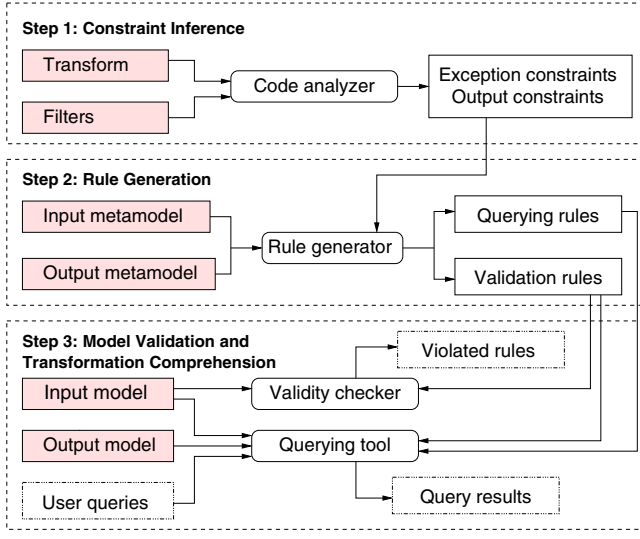 Step 1: Constraint Inference
Transform
Filters
Code analyzer
Exception constraints
Output constraints
Step 2: Rule Generation
Input metamodel
Output metamodel
Rule generator
Querying rules
Validation rules
Step 3: Model Validation and
Transformation Comprehension
Violated rules
Input model
Validity checker
Output model
Querying tool
User queries
Query results